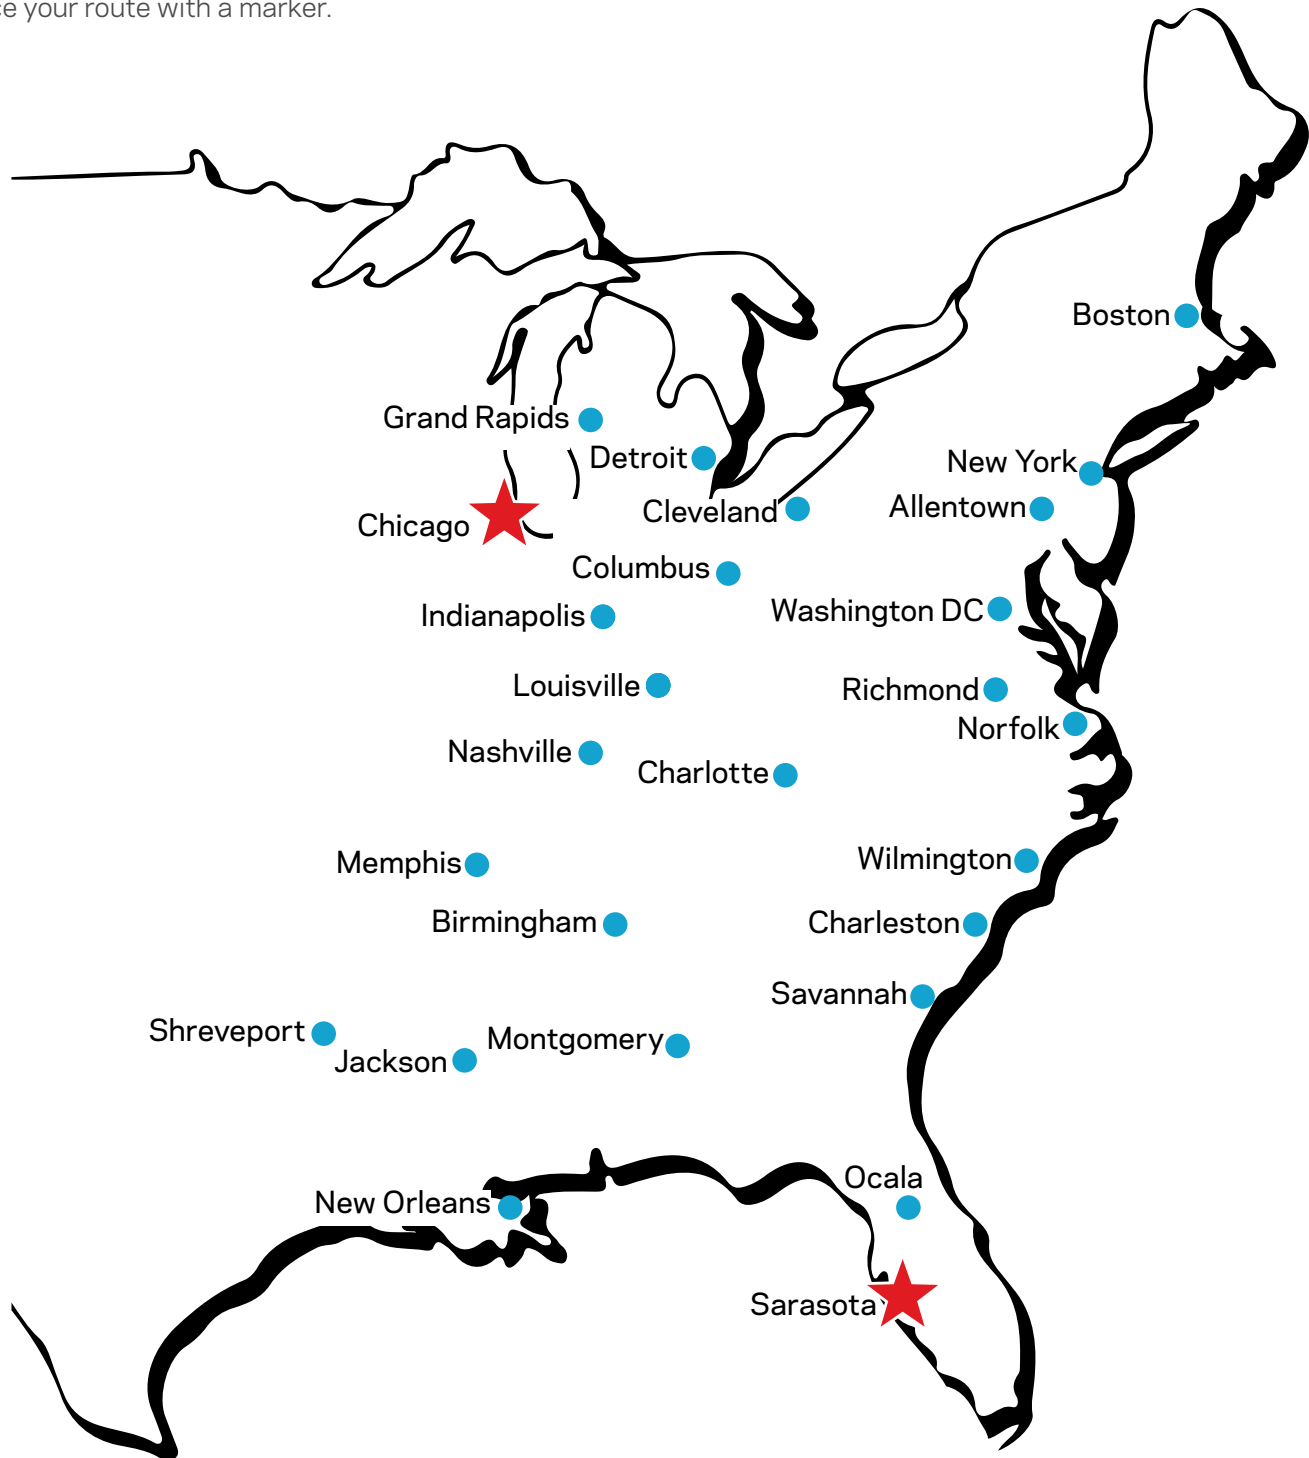 ce your route with a marker.
Boston
Grand Rapids
Detroit
New York
Cleveland
Allentown
Chicago
Columbus
Indianapolis
Washington DC
Louisville
Richmond
Norfolk
Nashville
Charlotte
Memphis
Wilmington
Birmingham
Charleston
Savannah
Shreveport
Jackson
Montgomery
Ocala
New Orleans
Sarasota